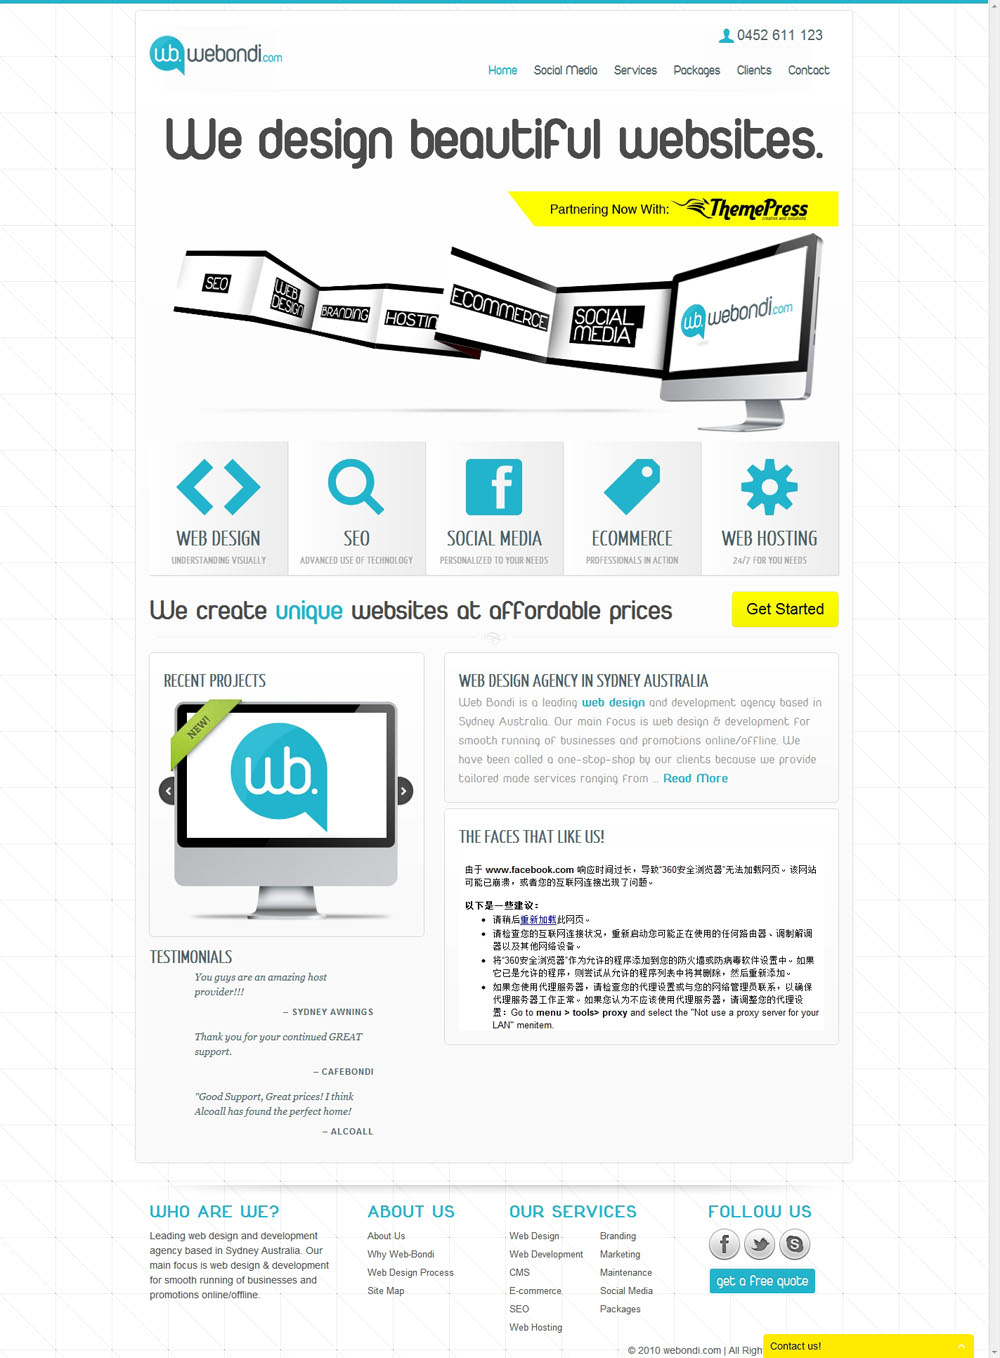 wb. webondi.com
0452 611 123
Home Social Media Services Packages Clients Contact
We design beautiful websites.
Partnering Now With: ThemePress
creative web solutions
SEO
WEB
DESIGN
BRANDING
HOSTIN
ECOMMERCE
SOCIAL
MEDIA
wb. webondi.com
WEB DESIGN
UNDERSTANDING VISUALLY
SEO
ADVANCED USE OF TECHNOLOGY
SOCIAL MEDIA
PERSONALIZED TO YOUR NEEDS
ECOMMERCE
PROFESSIONALS IN ACTION
WEB HOSTING
24/7 FOR YOU NEEDS
We create unique websites at affordable prices
Get Started
RECENT PROJECTS
NEW!
wb.
WEB DESIGN AGENCY IN SYDNEY AUSTRALIA
Web Bondi is a leading web design and development agency based in
Sydney Australia. Our main focus is web design & development for
smooth running of businesses and promotions online/offline. We
have been called a one-stop-shop by our clients because we provide
tailored made services ranging from ... Read More
THE FACES THAT LIKE US!
由于 www.facebook.com 响应时间过长，导致"360安全浏览器"无法加载网页。该网站
可能已崩溃，或者您的互联网连接出现了问题。
以下是一些建议：
请稍后重新加载此网页。
请检查您的互联网连接状况，重新启动您可能正在使用的任何路由器、调制解调
器以及其他网络设备。
将"360安全浏览器"作为允许的程序添加到您的防火墙或防病毒软件设置中。如果
它已是允许的程序，则尝试从允许的程序列表中将其删除，然后重新添加。
如果您使用代理服务器，请检查您的代理设置或与您的网络管理员联系，以确保
代理服务器工作正常。如果您认为不应该使用代理服务器，请调整您的代理设
置：Go to menu > tools> proxy and select the "Not use a proxy server for your
LAN" menitem.
TESTIMONIALS
You guys are an amazing host
provider!!!
– SYDNEY AWNINGS
Thank you for your continued GREAT
support.
– CAFEBONDI
"Good Support, Great prices! I think
Alcoall has found the perfect home!
– ALCOALL
WHO ARE WE?
Leading web design and development
agency based in Sydney Australia. Our
main focus is web design & development
for smooth running of businesses and
promotions online/offline.
ABOUT US
About Us
Why Web-Bondi
Web Design Process
Site Map
OUR SERVICES
Web Design
Web Development
CMS
E-commerce
SEO
Web Hosting
Branding
Marketing
Maintenance
Social Media
Packages
FOLLOW US
get a free quote
© 2010 webondi.com | All Righ
Contact us!